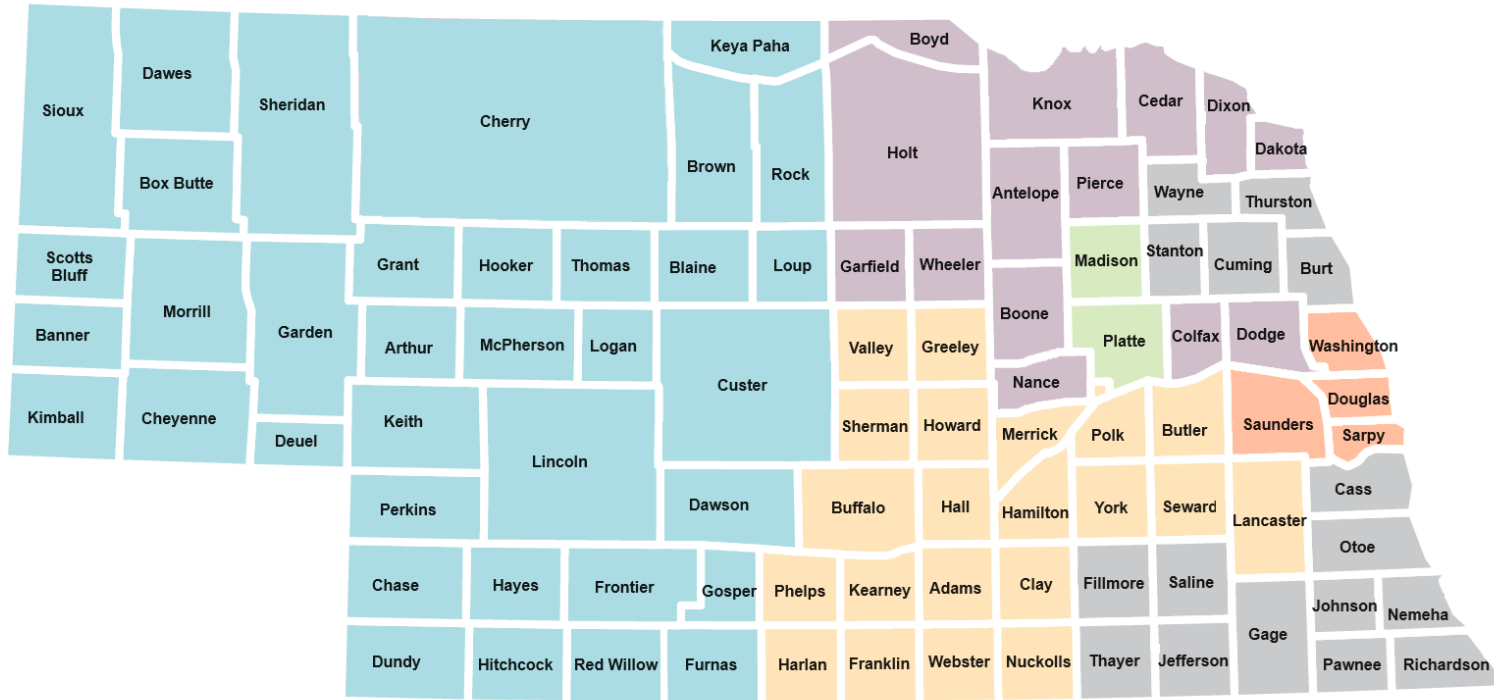 Keya Paha
Boyd
Dawes
Sioux
Sheridan
Cherry
Knox
Cedar
Dixon
Dakota
Holt
Brown
Rock
Box Butte
Antelope
Pierce
Wayne
Thurston
Scotts
Bluff
Grant
Hooker
Thomas
Blaine
Loup
Garfield
Wheeler
Madison
Stanton
Cuming
Burt
Morrill
Garden
Boone
Banner
Arthur
McPherson
Logan
Custer
Valley
Greeley
Platte
Colfax
Dodge
Washington
Nance
Kimball
Cheyenne
Deuel
Keith
Lincoln
Sherman
Howard
Merrick
Polk
Butler
Saunders
Douglas
Sarpy
Perkins
Dawson
Buffalo
Hall
Hamilton
York
Seward
Lancaster
Cass
Otoe
Chase
Hayes
Frontier
Gosper
Phelps
Kearney
Adams
Clay
Fillmore
Saline
Gage
Johnson
Nemeha
Dundy
Hitchcock
Red Willow
Furnas
Harlan
Franklin
Webster
Nuckolls
Thayer
Jefferson
Pawnee
Richardson